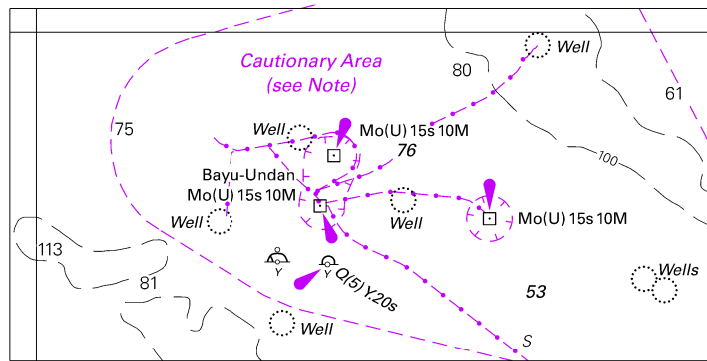 Cautionary Area
(see Note)
80
Well
61
75
Well
Mo(U) 15s 10M
76
100
Bayu-Undan
Mo(U) 15s 10M
Well
Well
Mo(U) 15s 10M
113
Y
Y
Q(5) Y.20s
81
53
Wells
Well
S